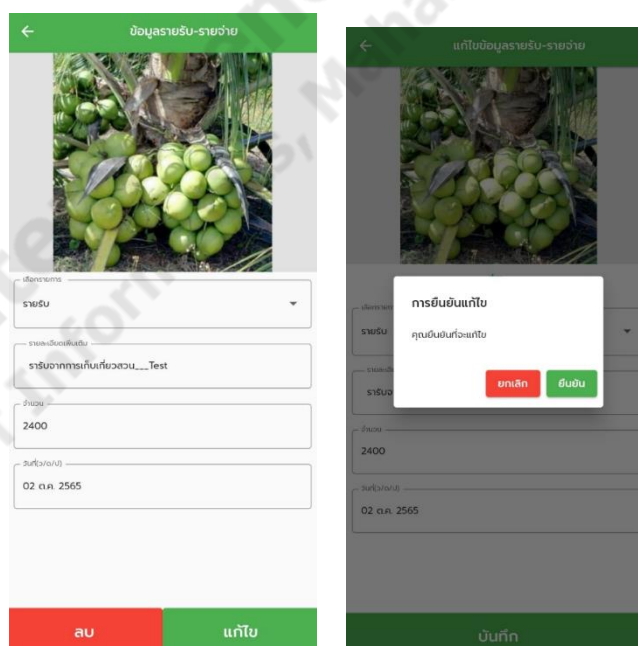 ข้อมูลรายรับ-รายจ่าย
เลือกรายการ
รายรับ
รายละเอียดเพิ่มเติม
รารับจากการเก็บเกี่ยวสวน___Test
จำนวน
2400
วันที่(ว/ด/ป)
02 ต.ค. 2565
ลบ
แก้ไข
แก้ไขข้อมูลรายรับ-รายจ่าย
การยืนยันแก้ไข
คุณยืนยันที่จะแก้ไข
ยกเลิก
ยืนยัน
รายรับ
จำนวน
2400
วันที่(ว/ด/ป)
02 ต.ค. 2565
บันทึก